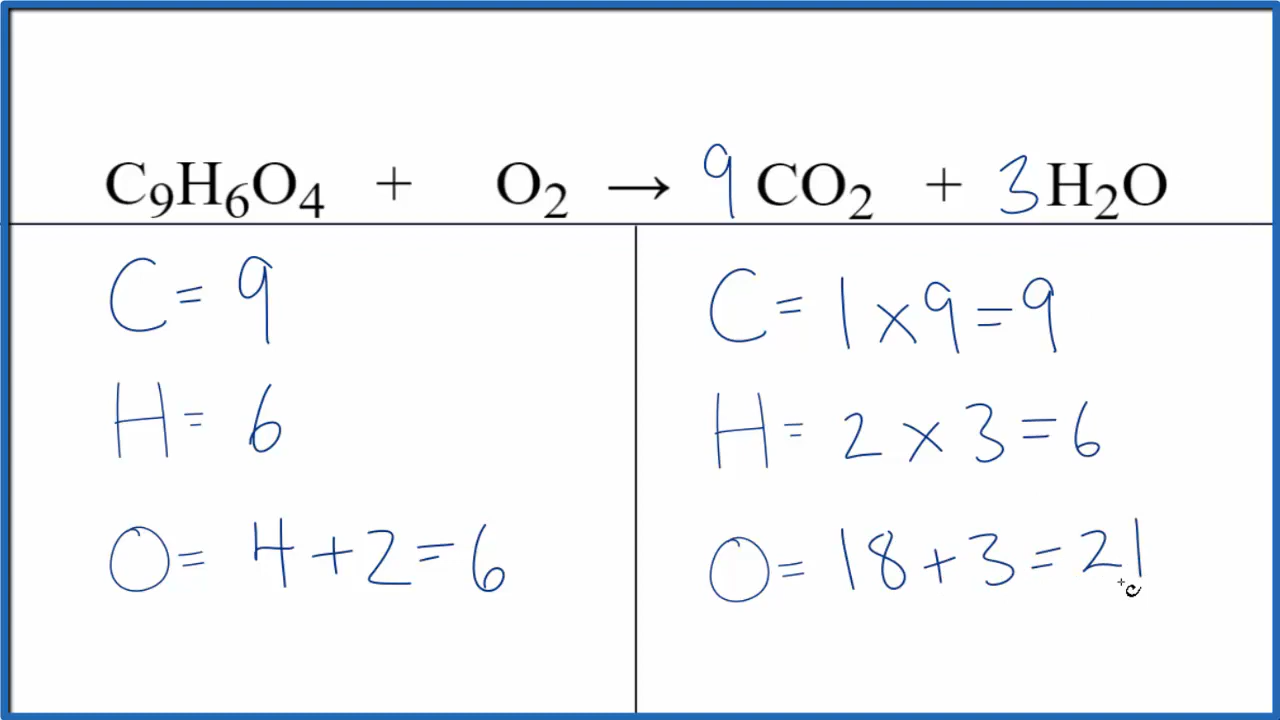 C₉H₆O₄ + O₂ → 9 CO₂ + 3 H₂O
C = 9
H = 6
O = 4 + 2 = 6
C = 1 x 9 = 9
H = 2 x 3 = 6
O = 18 + 3 = 21